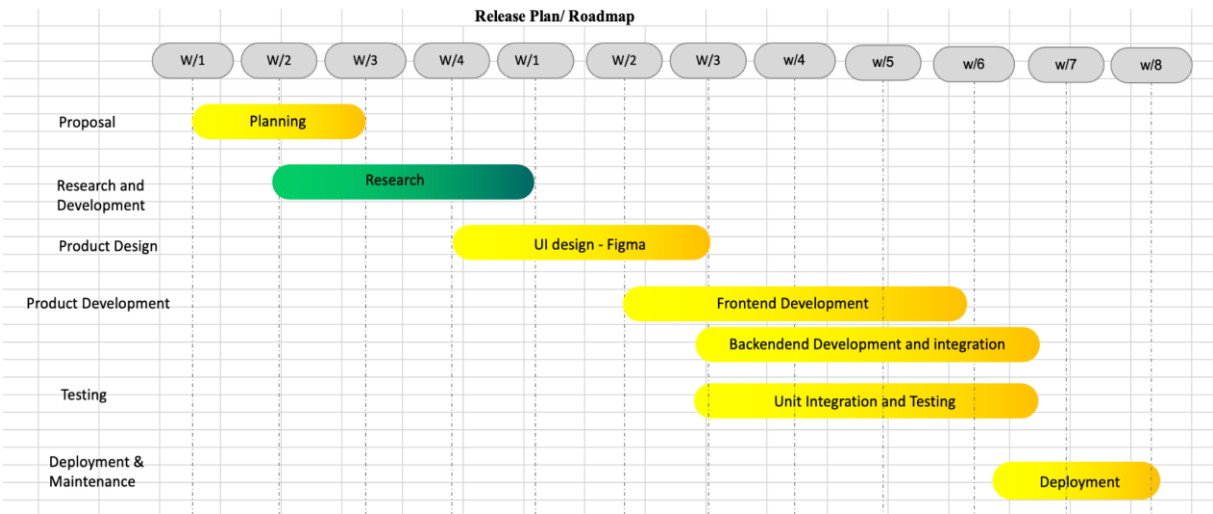 Release Plan/ Roadmap
W/1 W/2 W/3 W/4 W/1 W/2 W/3 w/4 w/5 w/6 w/7 w/8
Proposal
Planning
Research and
Development
Research
Product Design
UI design - Figma
Product Development
Frontend Development
Backendend Development and integration
Testing
Unit Integration and Testing
Deployment &
Maintenance
Deployment